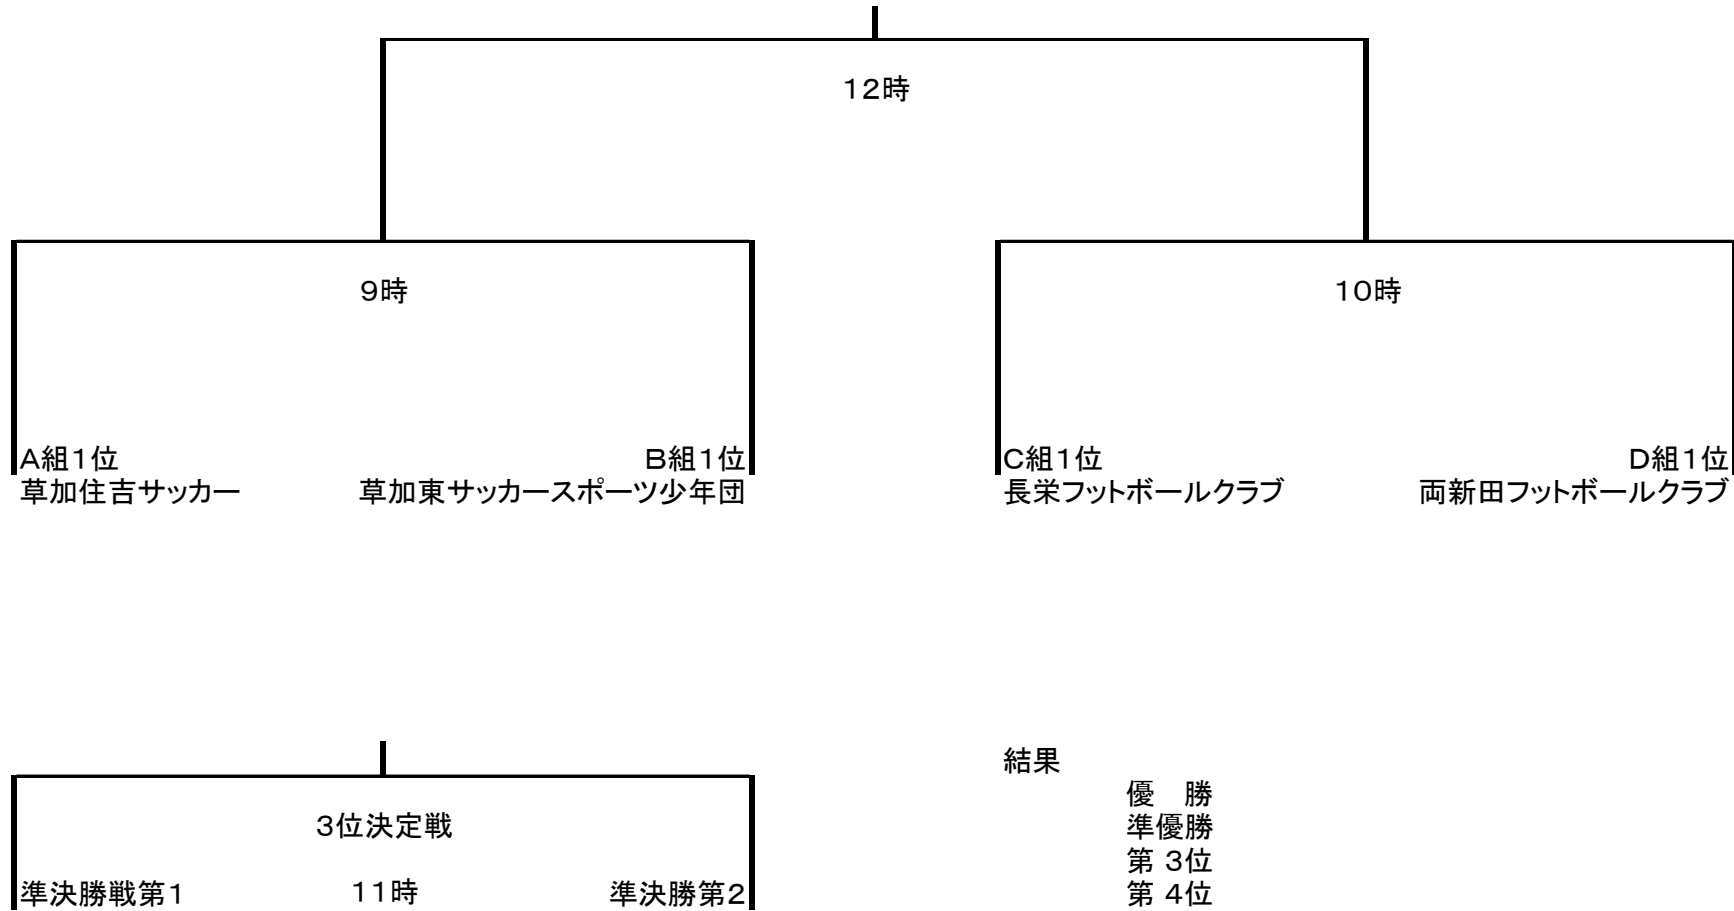 12時
9時
10時
A組1位
B組1位
C組1位
D組1位
草加住吉サッカー
草加東サッカースポーツ少年団
長栄フットボールクラブ
両新田フットボールクラブ
3位決定戦
準決勝戦第1
11時
準決勝第2
結果
優　勝
準優勝
第 3位
第 4位